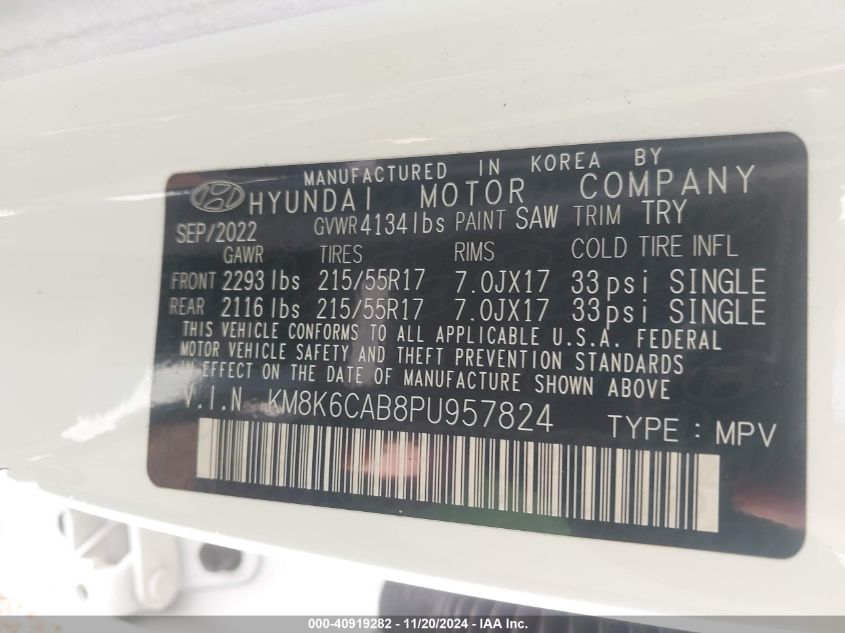 MANUFACTURED IN KOREA BY
HYUNDAI MOTOR COMPANY
SEP/2022 GVWR 4134 lbs PAINT SAW TRIM TRY
GAWR TIRES RIMS COLD TIRE INFL
FRONT 2293 lbs 215/55R17 7.0JX17 33psi SINGLE
REAR 2116 lbs 215/55R17 7.0JX17 33psi SINGLE
THIS VEHICLE CONFORMS TO ALL APPLICABLE U.S.A. FEDERAL
MOTOR VEHICLE SAFETY AND THEFT PREVENTION STANDARDS
IN EFFECT ON THE DATE OF MANUFACTURE SHOWN ABOVE
V.I.N KM8K6CAB8PU957824 TYPE : MPV
000-40919282 - 11/20/2024 - IAA Inc.